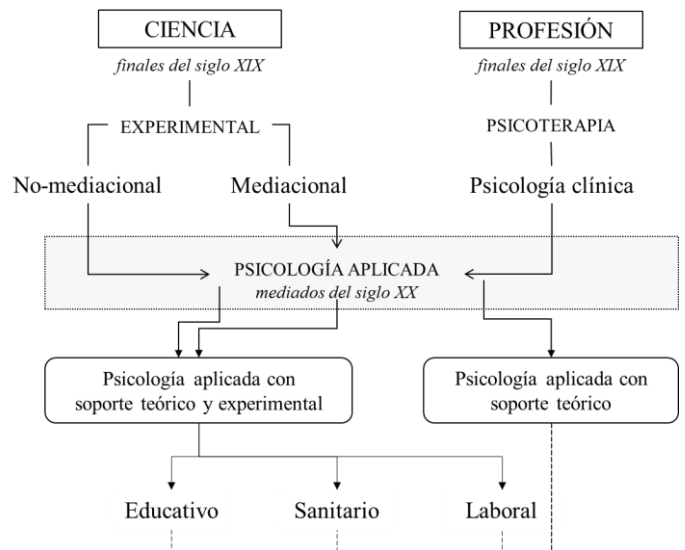 CIENCIA
PROFESIÓN
finales del siglo XIX
finales del siglo XIX
EXPERIMENTAL
PSICOTERAPIA
No-mediacional
Mediacional
Psicología clínica
PSICOLOGÍA APLICADA
mediados del siglo XX
Psicología aplicada con
soporte teórico y experimental
Psicología aplicada con
soporte teórico
Educativo
Sanitario
Laboral